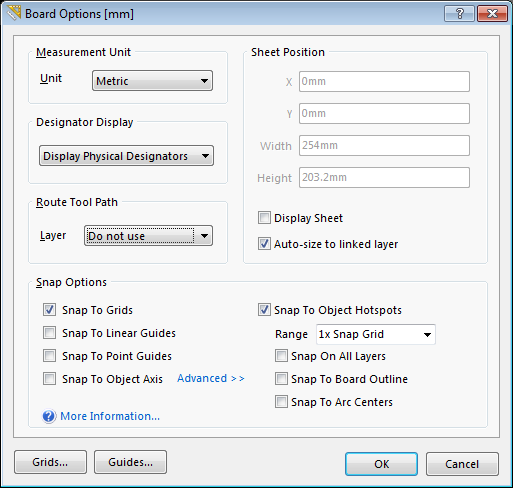 Board Options [mm]
?
Measurement Unit
Unit
Metric
Designator Display
Display Physical Designators
Route Tool Path
Layer
Do not use
Sheet Position
X
0mm
Y
0mm
Width
254mm
Height
203.2mm
Display Sheet
Auto-size to linked layer
Snap Options
Snap To Grids
Snap To Linear Guides
Snap To Point Guides
Snap To Object Axis
Advanced >>
? More Information...
Snap To Object Hotspots
Range
1x Snap Grid
Snap On All Layers
Snap To Board Outline
Snap To Arc Centers
Grids...
Guides...
OK
Cancel